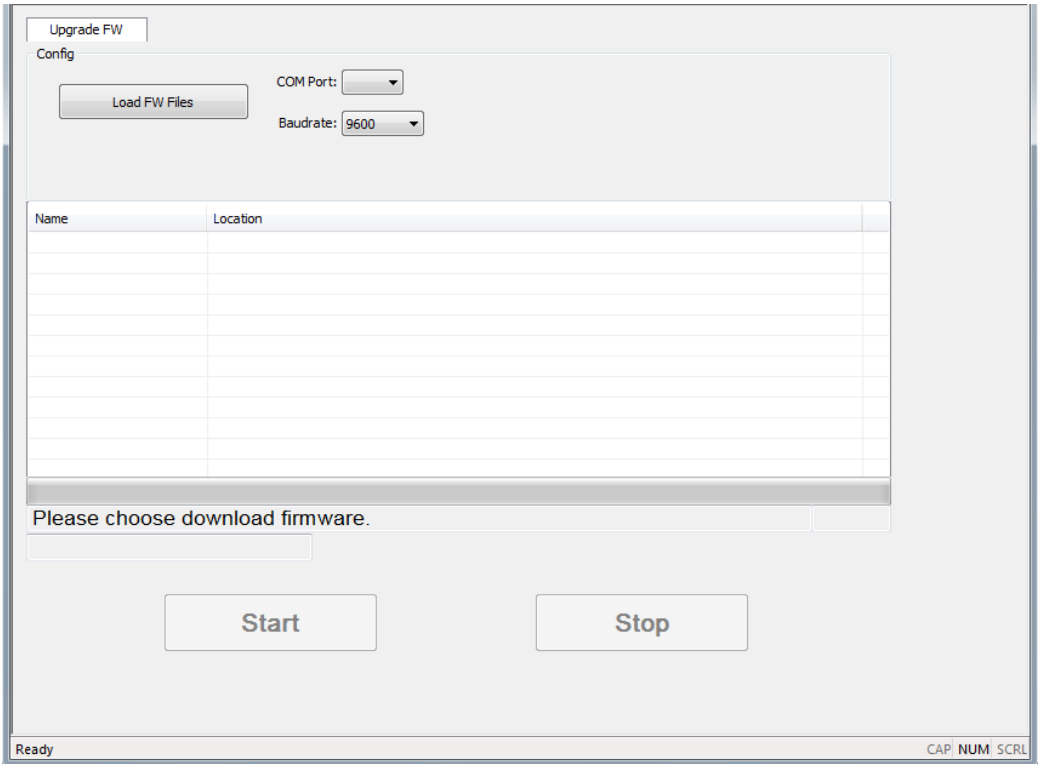 Upgrade FW
Config
Load FW Files
COM Port:
Baudrate: 9600
Name Location
Please choose download firmware.
Start Stop
Ready CAP NUM SCRL